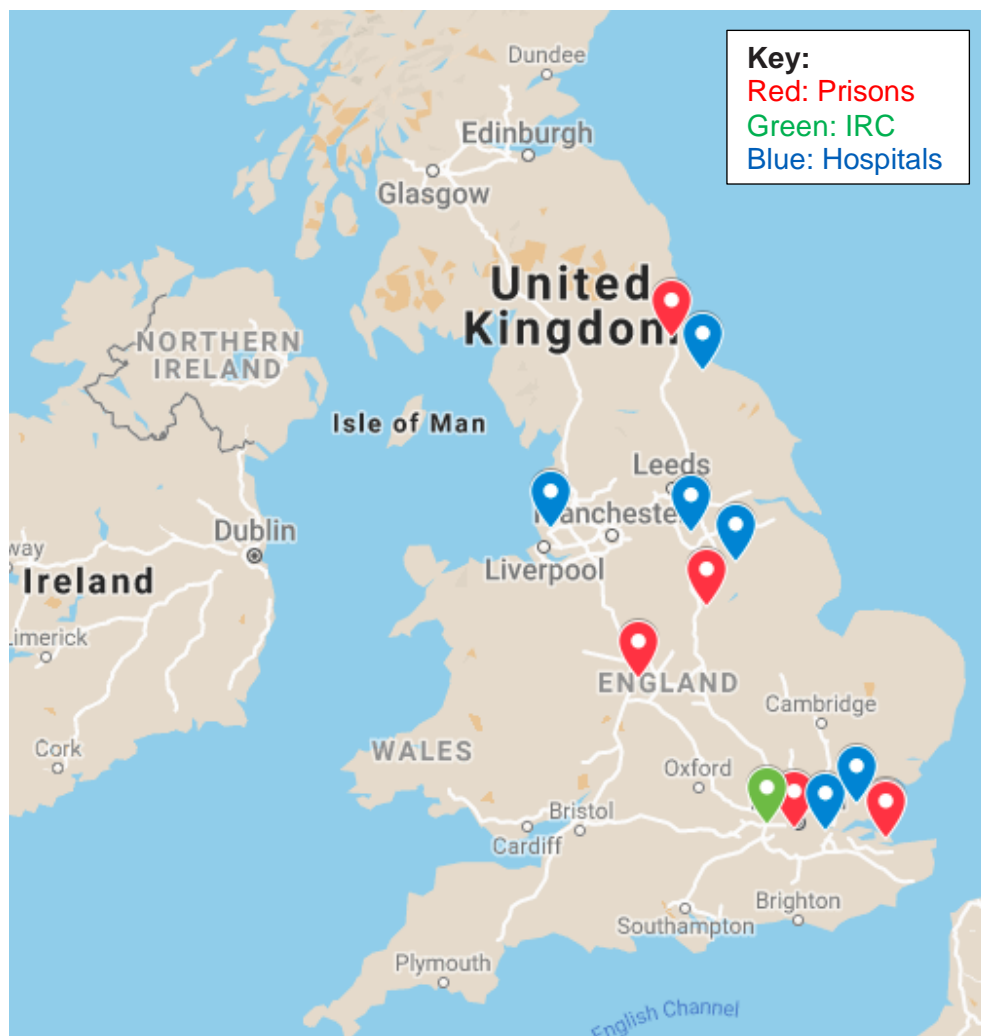 Key:
Red: Prisons
Green: IRC
Blue: Hospitals
Dundee
Edinburgh
Glasgow
United
Kingdom
NORTHERN
IRELAND
Isle of Man
Leeds
Manchester
Dublin
way
Liverpool
Ireland
Limerick
ENGLAND
Cambridge
Cork
WALES
Oxford
Bristol
Cardiff
Brighton
Southampton
Plymouth
English Channel